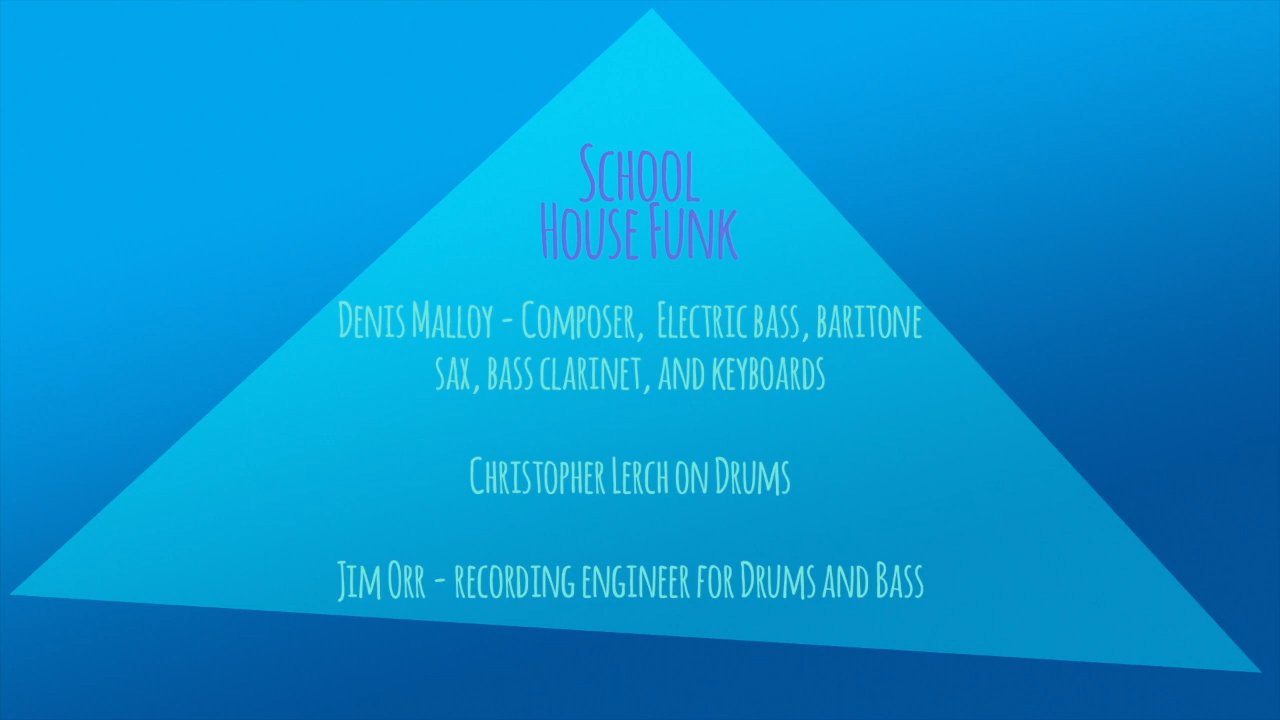 School
House Funk
Denis Malloy - Composer, Electric bass, baritone
sax, bass clarinet, and keyboards
Christopher Lerch on Drums
Jim Orr - recording engineer for Drums and Bass